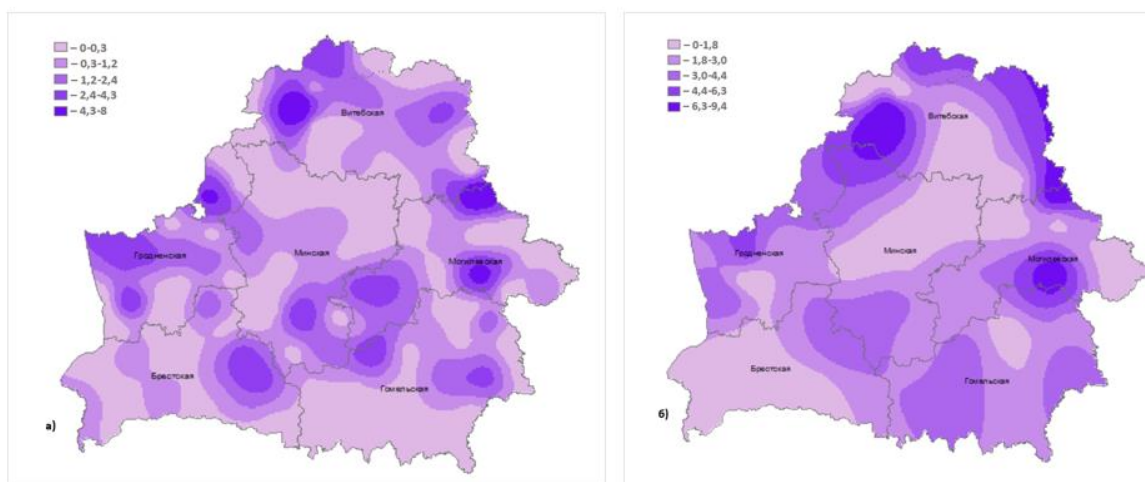 – 0-0,3
– 0,3-1,2
– 1,2-2,4
– 2,4-4,3
– 4,3-8
Витебская
Минская
Гродненская
Могилевская
Брестская
Гомельская
а)
– 0-1,8
– 1,8-3,0
– 3,0-4,4
– 4,4-6,3
– 6,3-9,4
Витебская
Минская
Гродненская
Могилевская
Брестская
Гомельская
б)